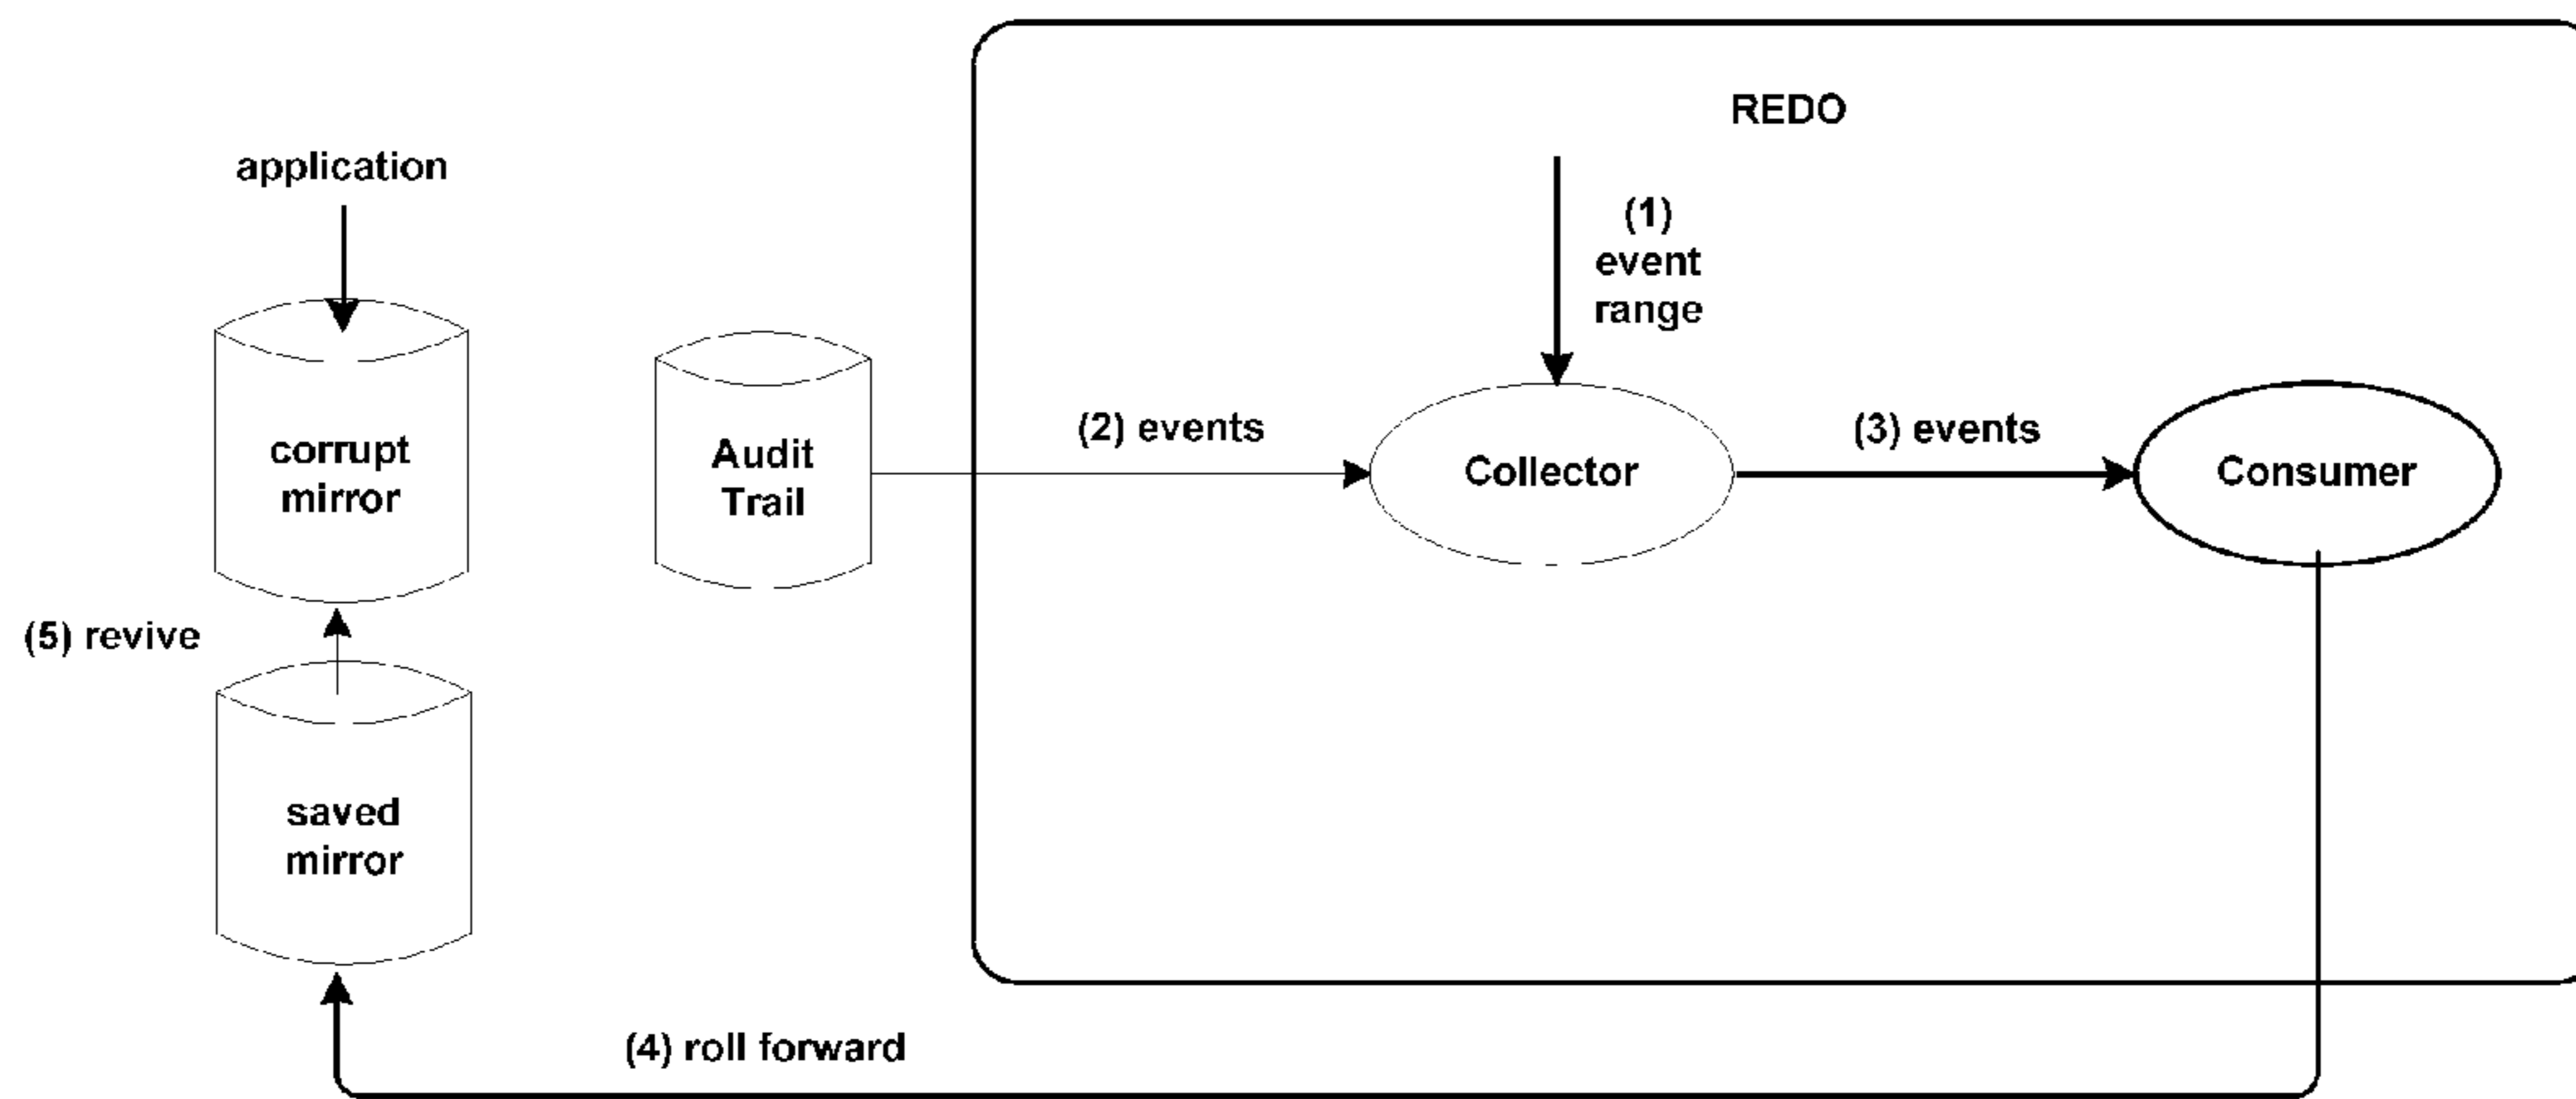 REDO
application
(1)
event
range
corrupt
mirror
Audit
Trail
(2) events
Collector
(3) events
Consumer
(5) revive
saved
mirror
(4) roll forward